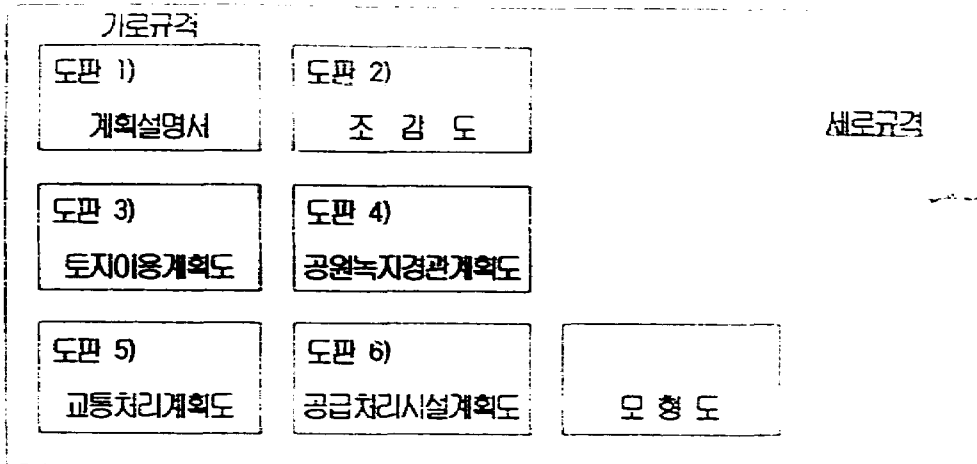 가로규격
도판 1)
계획설명서
도판 2)
조 감 도
세로규격
도판 3)
토지이용계획도
도판 4)
공원녹지경관계획도
도판 5)
교통처리계획도
도판 6)
공급처리시설계획도
모 형 도